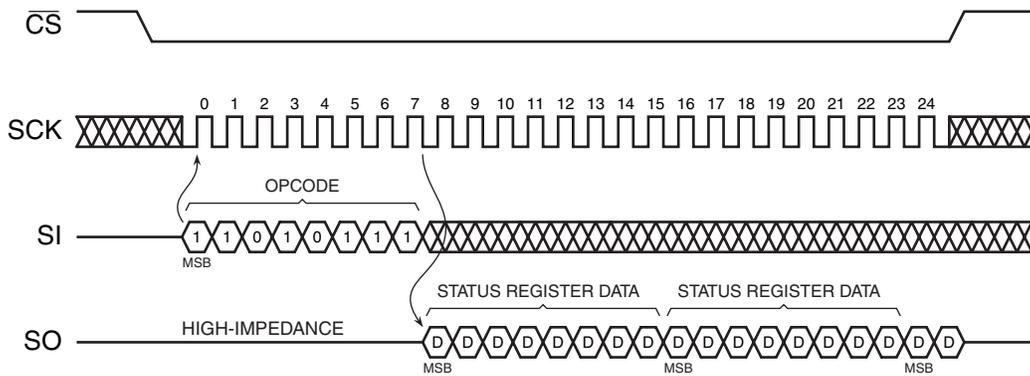 CS
0 1 2 3 4 5 6 7 8 9 10 11 12 13 14 15 16 17 18 19 20 21 22 23 24
SCK
OPCODE
SI 1 1 0 1 0 1 1 1
MSB
STATUS REGISTER DATA STATUS REGISTER DATA
HIGH-IMPEDANCE
SO D D D D D D D D D D D D D D D D D D
MSB MSB MSB